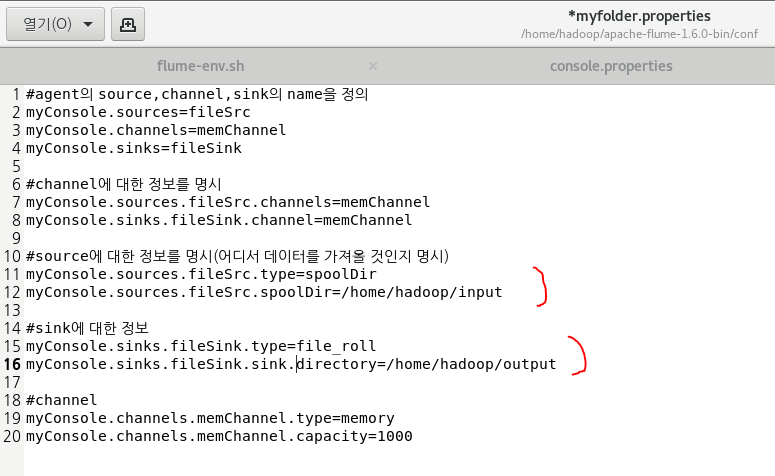 열기(O)
*myfolder.properties
/home/hadoop/apache-flume-1.6.0-bin/conf
flume-env.sh × console.properties
1 #agent의 source,channel,sink의 name을 정의
2 myConsole.sources=fileSrc
3 myConsole.channels=memChannel
4 myConsole.sinks=fileSink
5
6 #channel에 대한 정보를 명시
7 myConsole.sources.fileSrc.channels=memChannel
8 myConsole.sinks.fileSink.channel=memChannel
9
10 #source에 대한 정보를 명시(어디서 데이터를 가져올 것인지 명시)
11 myConsole.sources.fileSrc.type=spoolDir
12 myConsole.sources.fileSrc.spoolDir=/home/hadoop/input
13
14 #sink에 대한 정보
15 myConsole.sinks.fileSink.type=file_roll
16 myConsole.sinks.fileSink.sink.directory=/home/hadoop/output
17
18 #channel
19 myConsole.channels.memChannel.type=memory
20 myConsole.channels.memChannel.capacity=1000